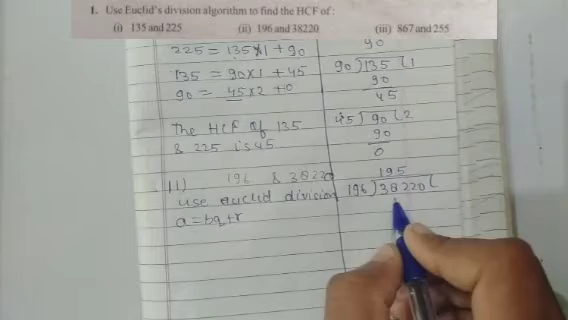 1. Use Euclid's division algorithm to find the HCF of:
(i) 135 and 225 (ii) 196 and 38220 (iii) 867 and 255
225 = 135 × 1 + 90
135 = 90 × 1 + 45
90 = 45 × 2 + 0
The HCF of 135
& 225 is 45
ii) 196 & 38220
use euclid division
a = bq + r
90
90 ) 135 ( 1
90
45
45 ) 90 ( 2
90
0
195
196 ) 38220 (